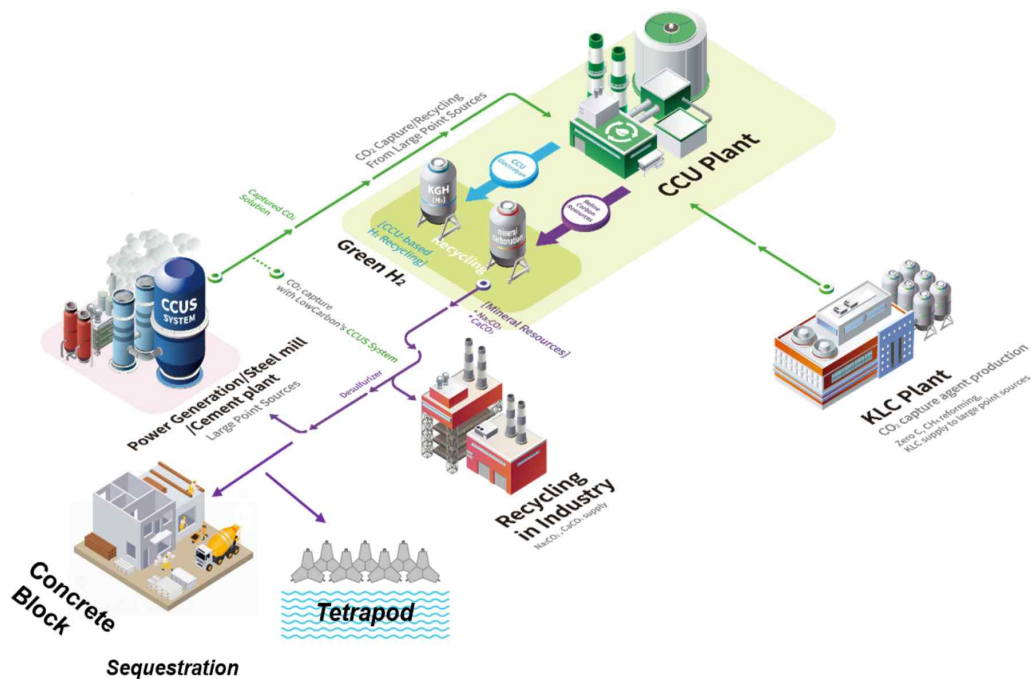 CO₂ Capture/Recycling
From Large Point Sources
Captured CO₂
Solution
CCU Plant
CCU
Electrolysis
KGH
(H₂)
Refine
Carbon
Resources
mineral
carbonation
Recycling
[CCU-based
H₂ Recycling]
Green H₂
CCUS
SYSTEM
CO₂ capture
with LowCarbon's CCUS System
[Mineral Resources]
* Na₂CO₃
* CaCO₃
Desulfurizer
Power Generation/Steel mill
/Cement plant
Large Point Sources
KLC Plant
CO₂ capture agent production
Zero C, CH₄ reforming,
KLC supply to large point sources
Recycling
in Industry
Na₂CO₃, CaCO₃ supply
Concrete
Block
Tetrapod
Sequestration